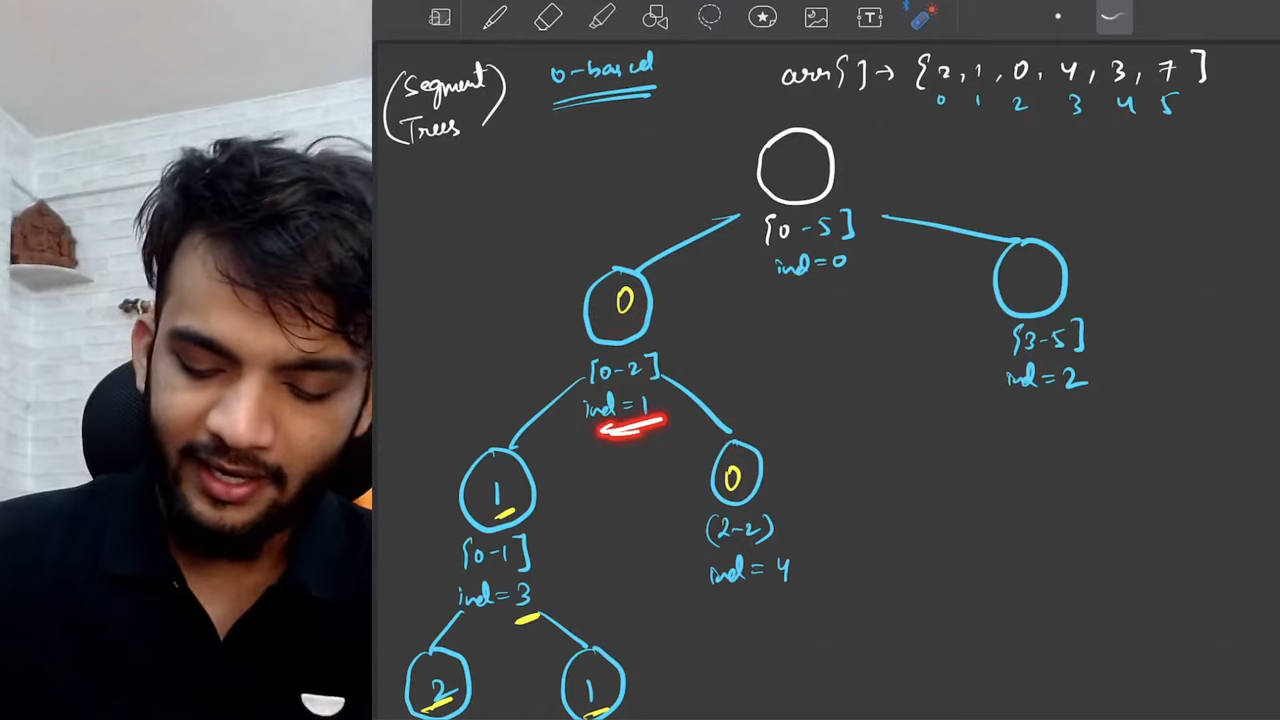 (Segment Trees)
0-based
arr[] → {2, 1, 0, 4, 3, 7]
0 1 2 3 4 5
[0-5]
ind=0
0
[0-2]
ind=1
[3-5]
ind=2
1
[0-1]
ind=3
0
(2-2)
ind=4
2
1